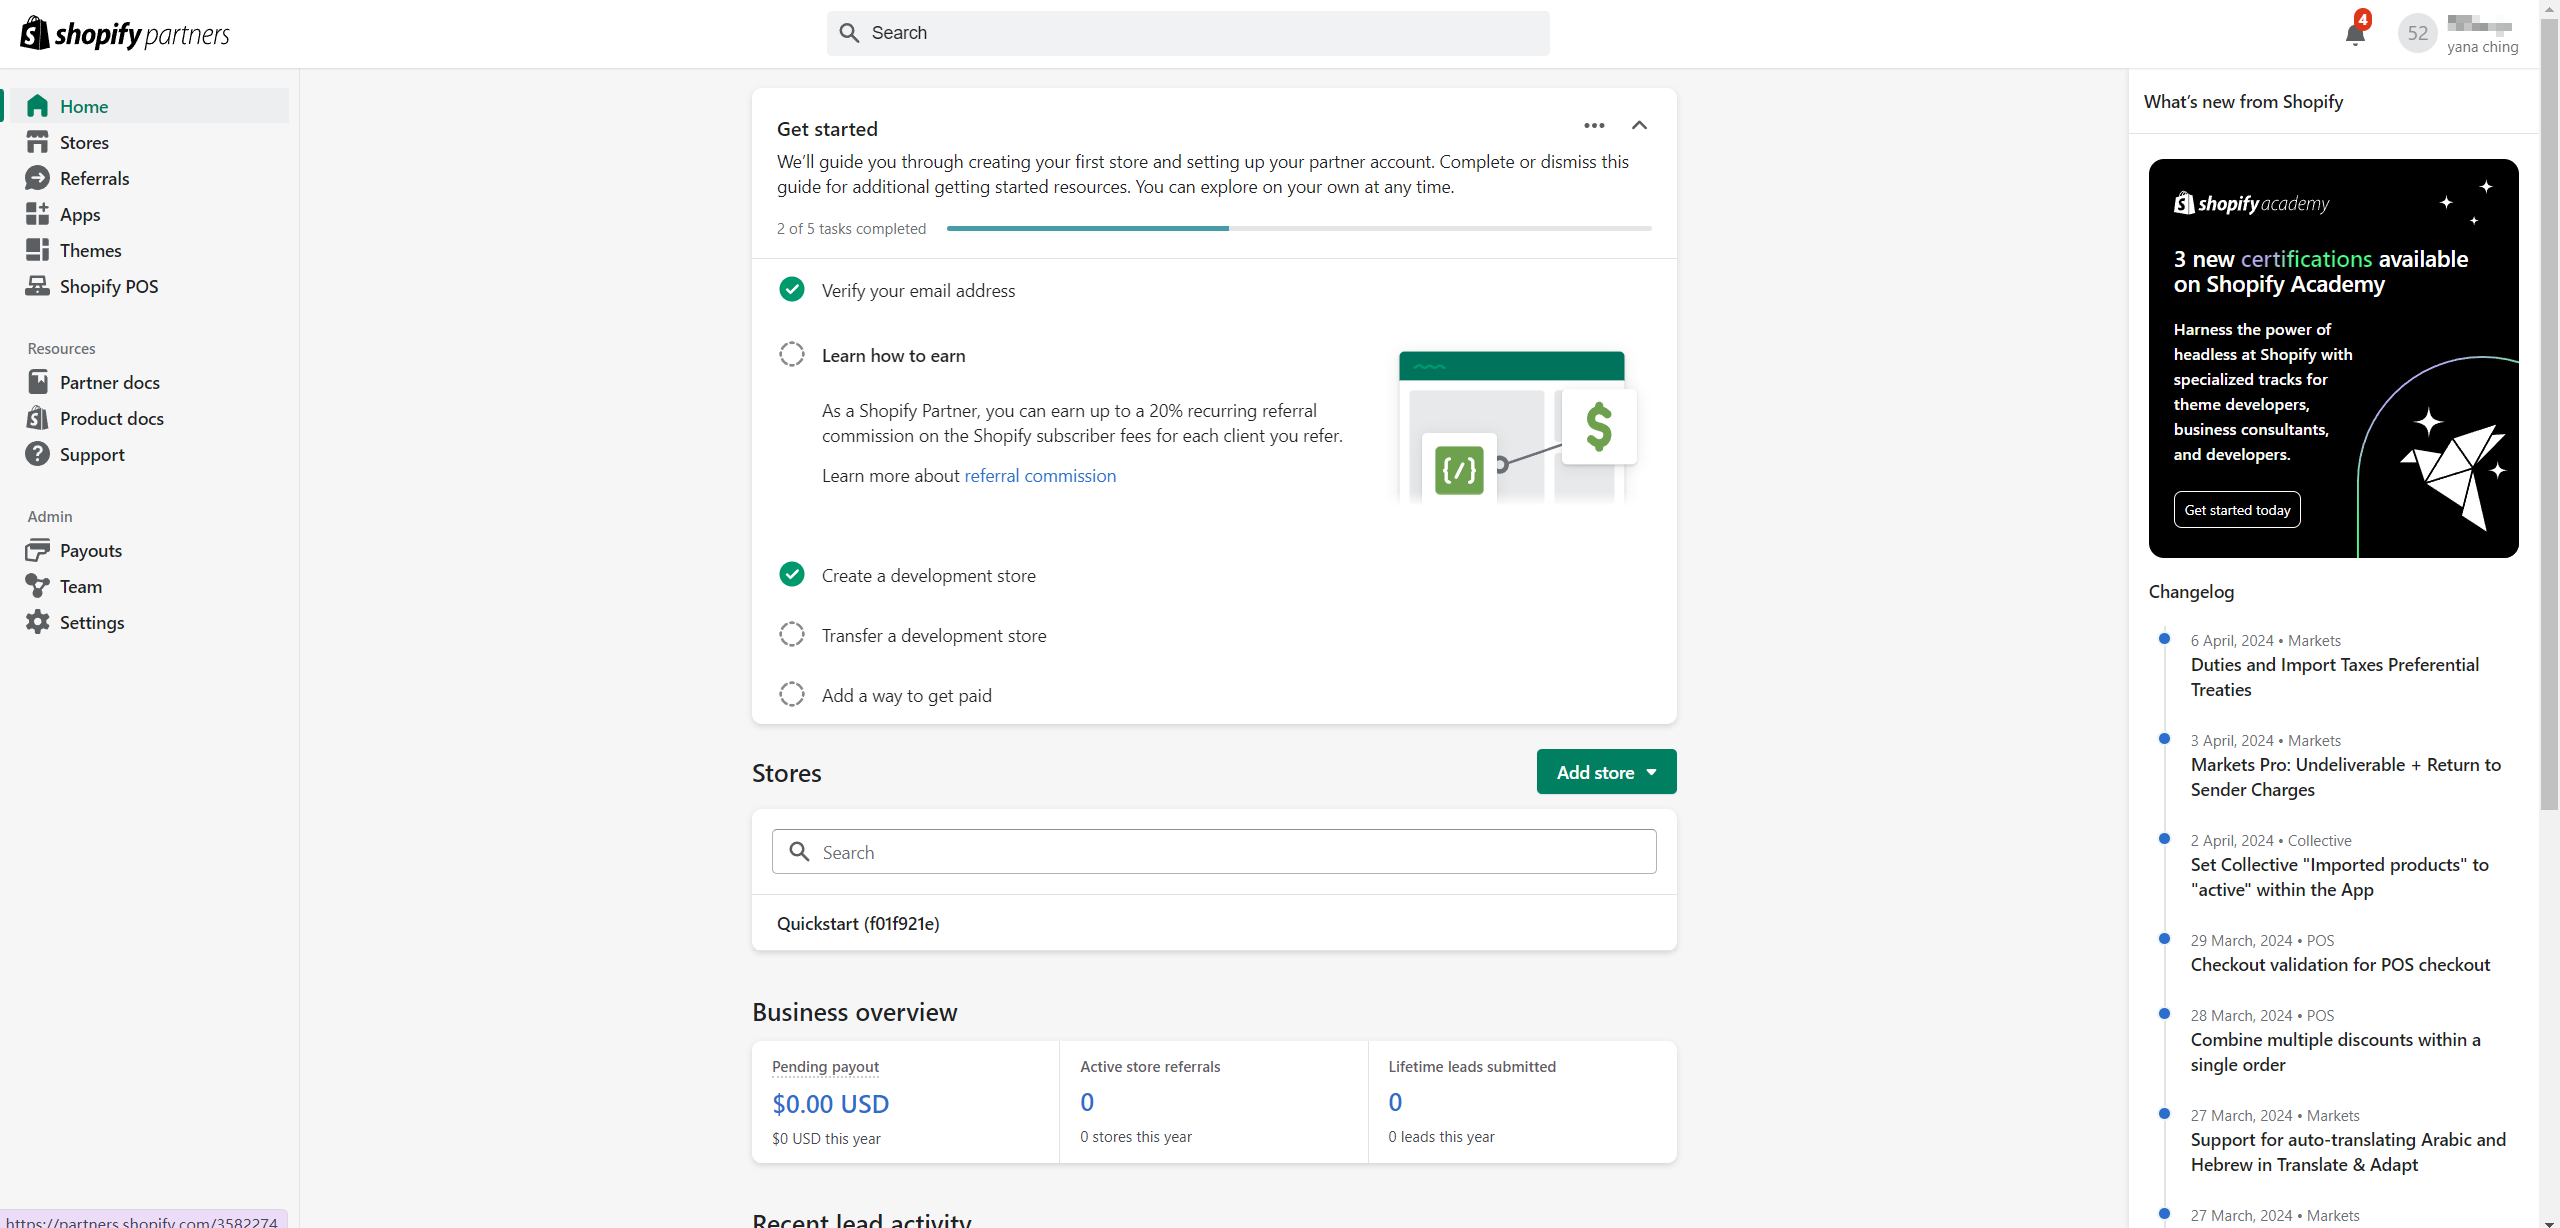 shopify partners
Search
4
52
yana ching
Home
Stores
Referrals
Apps
Themes
Shopify POS
Resources
Partner docs
Product docs
Support
Admin
Payouts
Team
Settings
https://partners.shopify.com/3582274
Get started
We’ll guide you through creating your first store and setting up your partner account. Complete or dismiss this
guide for additional getting started resources. You can explore on your own at any time.
2 of 5 tasks completed
Verify your email address
Learn how to earn
As a Shopify Partner, you can earn up to a 20% recurring referral
commission on the Shopify subscriber fees for each client you refer.
Learn more about referral commission
{/}
$
Create a development store
Transfer a development store
Add a way to get paid
Stores
Add store
Search
Quickstart (f01f921e)
Business overview
Pending payout
$0.00 USD
$0 USD this year
Active store referrals
0
0 stores this year
Lifetime leads submitted
0
0 leads this year
Recent lead activity
What’s new from Shopify
shopify academy
3 new certifications available
on Shopify Academy
Harness the power of
headless at Shopify with
specialized tracks for
theme developers,
business consultants,
and developers.
Get started today
Changelog
6 April, 2024 • Markets
Duties and Import Taxes Preferential
Treaties
3 April, 2024 • Markets
Markets Pro: Undeliverable + Return to
Sender Charges
2 April, 2024 • Collective
Set Collective "Imported products" to
"active" within the App
29 March, 2024 • POS
Checkout validation for POS checkout
28 March, 2024 • POS
Combine multiple discounts within a
single order
27 March, 2024 • Markets
Support for auto-translating Arabic and
Hebrew in Translate & Adapt
27 March, 2024 • Markets